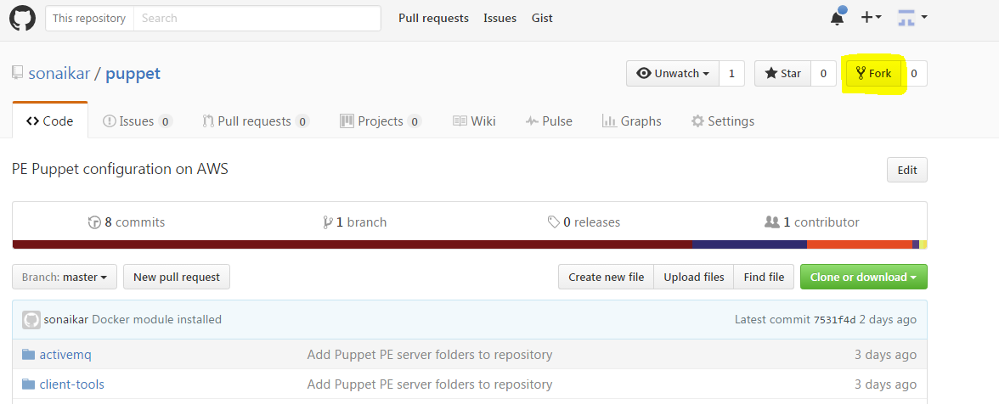 This repository Search Pull requests Issues Gist
sonaikar / puppet Unwatch 1 Star 0 Fork 0
Code Issues 0 Pull requests 0 Projects 0 Wiki Pulse Graphs Settings
PE Puppet configuration on AWS Edit
8 commits 1 branch 0 releases 1 contributor
Branch: master New pull request Create new file Upload files Find file Clone or download
sonaikar Docker module installed Latest commit 7531f4d 2 days ago
activemq Add Puppet PE server folders to repository 3 days ago
client-tools Add Puppet PE server folders to repository 3 days ago